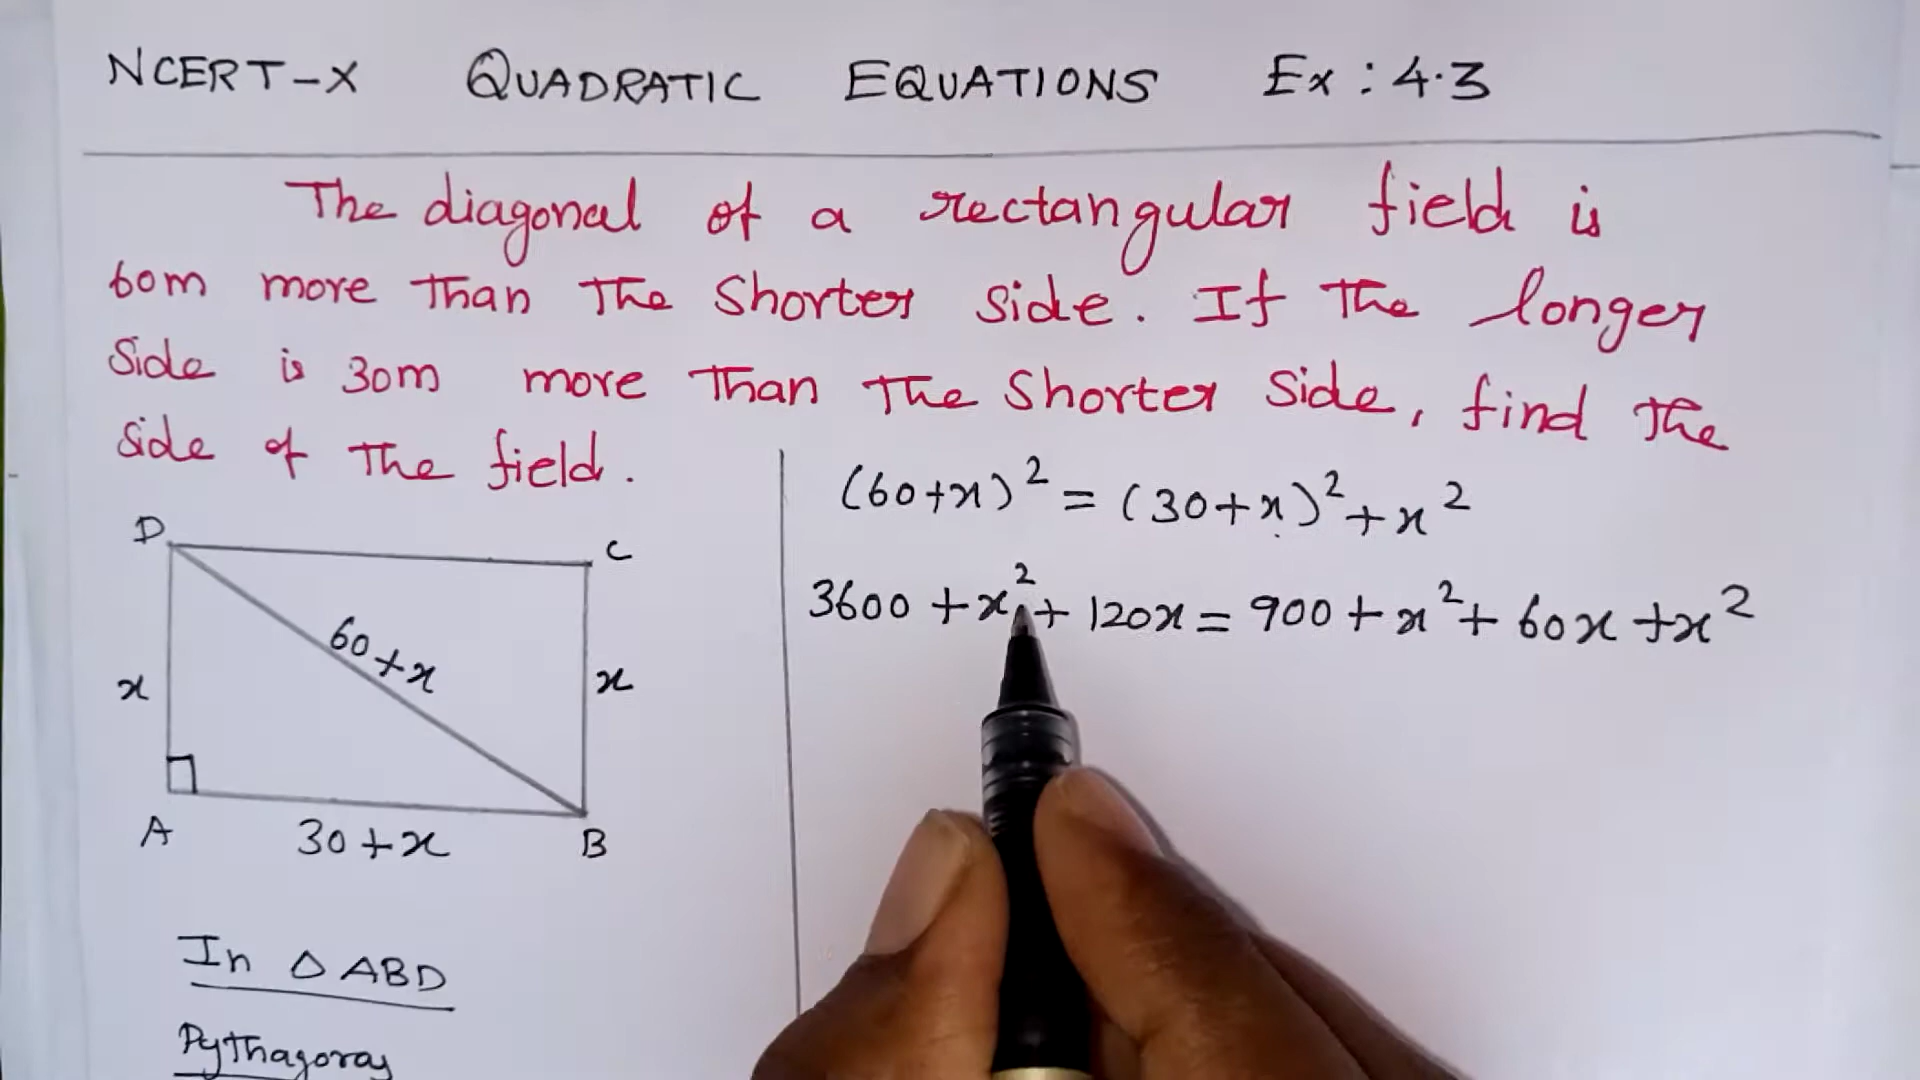 NCERT-X QUADRATIC EQUATIONS Ex: 4.3
The diagonal of a rectangular field is
60m more Than The Shorter Side. If The longer
Side is 30m more Than The Shorter Side, find The
Side of The field.
(60+x)² = (30+x)² + x²
3600 + x² + 120x = 900 + x² + 60x + x²
D
C
60+x
x
x
A
30+x
B
In △ ABD
Pythagoras